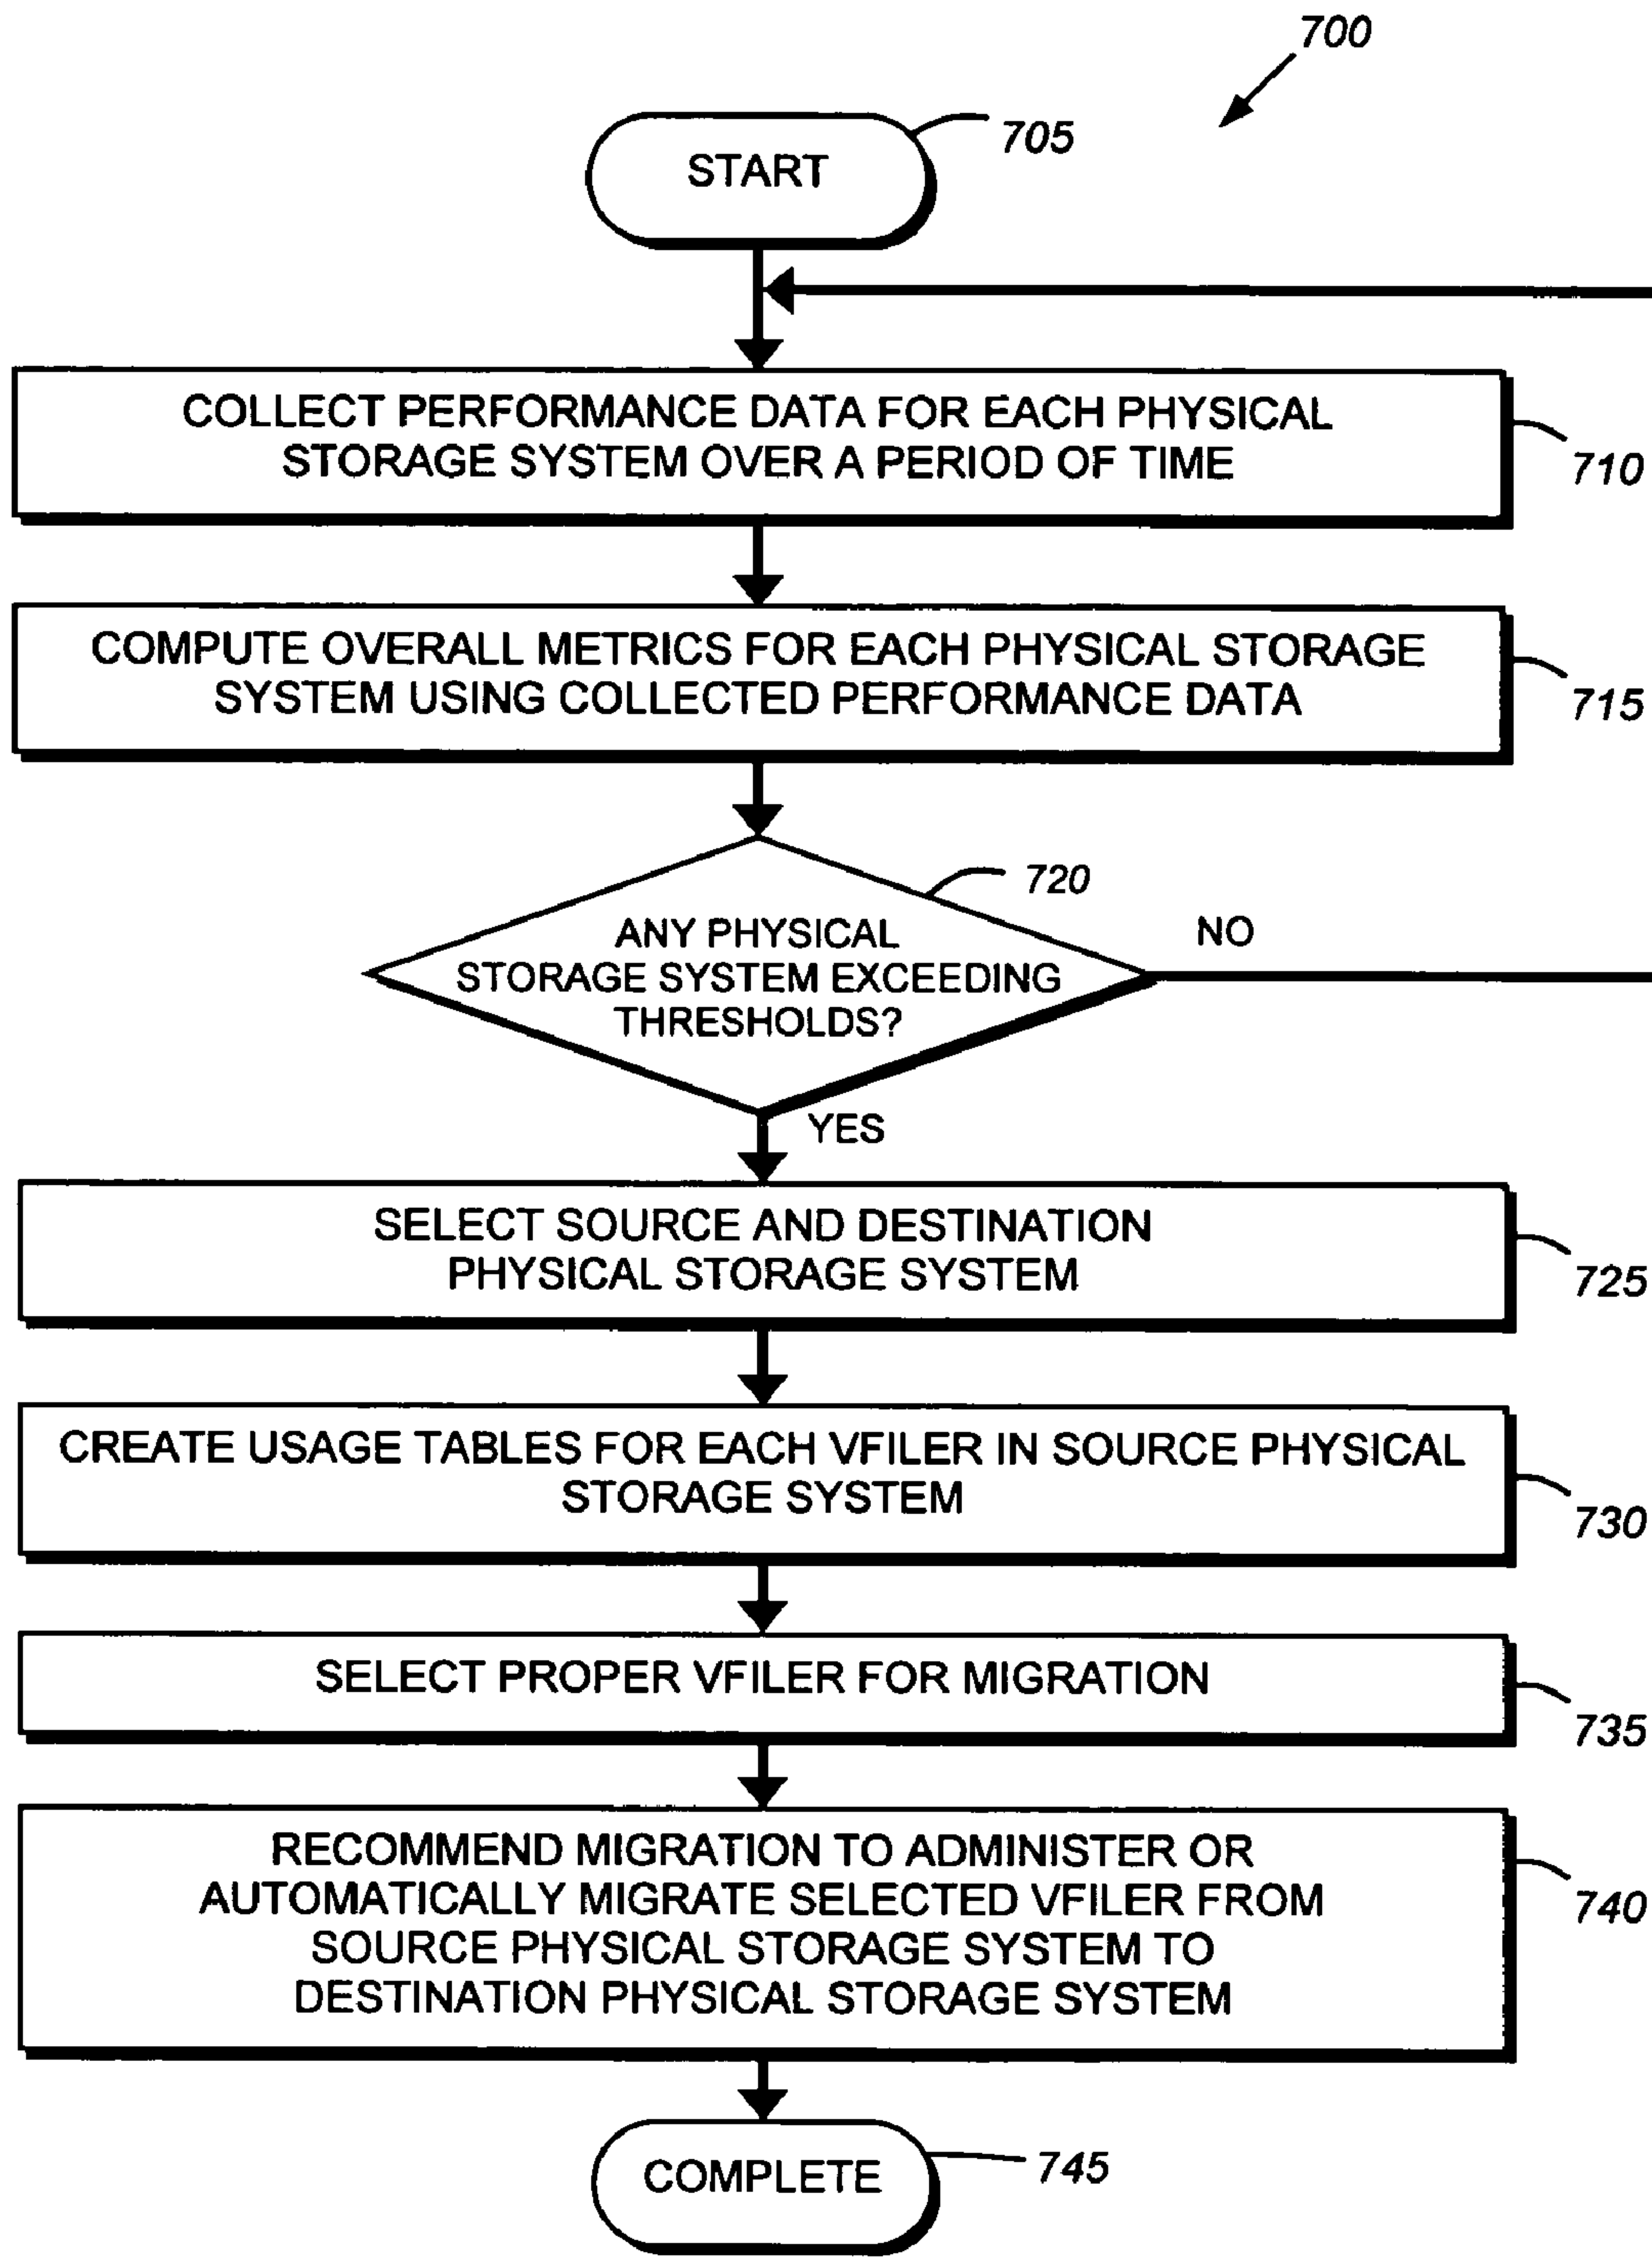 700
START
705
COLLECT PERFORMANCE DATA FOR EACH PHYSICAL
STORAGE SYSTEM OVER A PERIOD OF TIME
710
COMPUTE OVERALL METRICS FOR EACH PHYSICAL STORAGE
SYSTEM USING COLLECTED PERFORMANCE DATA
715
720
ANY PHYSICAL
STORAGE SYSTEM EXCEEDING
THRESHOLDS?
NO
YES
SELECT SOURCE AND DESTINATION
PHYSICAL STORAGE SYSTEM
725
CREATE USAGE TABLES FOR EACH VFILER IN SOURCE PHYSICAL
STORAGE SYSTEM
730
SELECT PROPER VFILER FOR MIGRATION
735
RECOMMEND MIGRATION TO ADMINISTER OR
AUTOMATICALLY MIGRATE SELECTED VFILER FROM
SOURCE PHYSICAL STORAGE SYSTEM TO
DESTINATION PHYSICAL STORAGE SYSTEM
740
COMPLETE
745